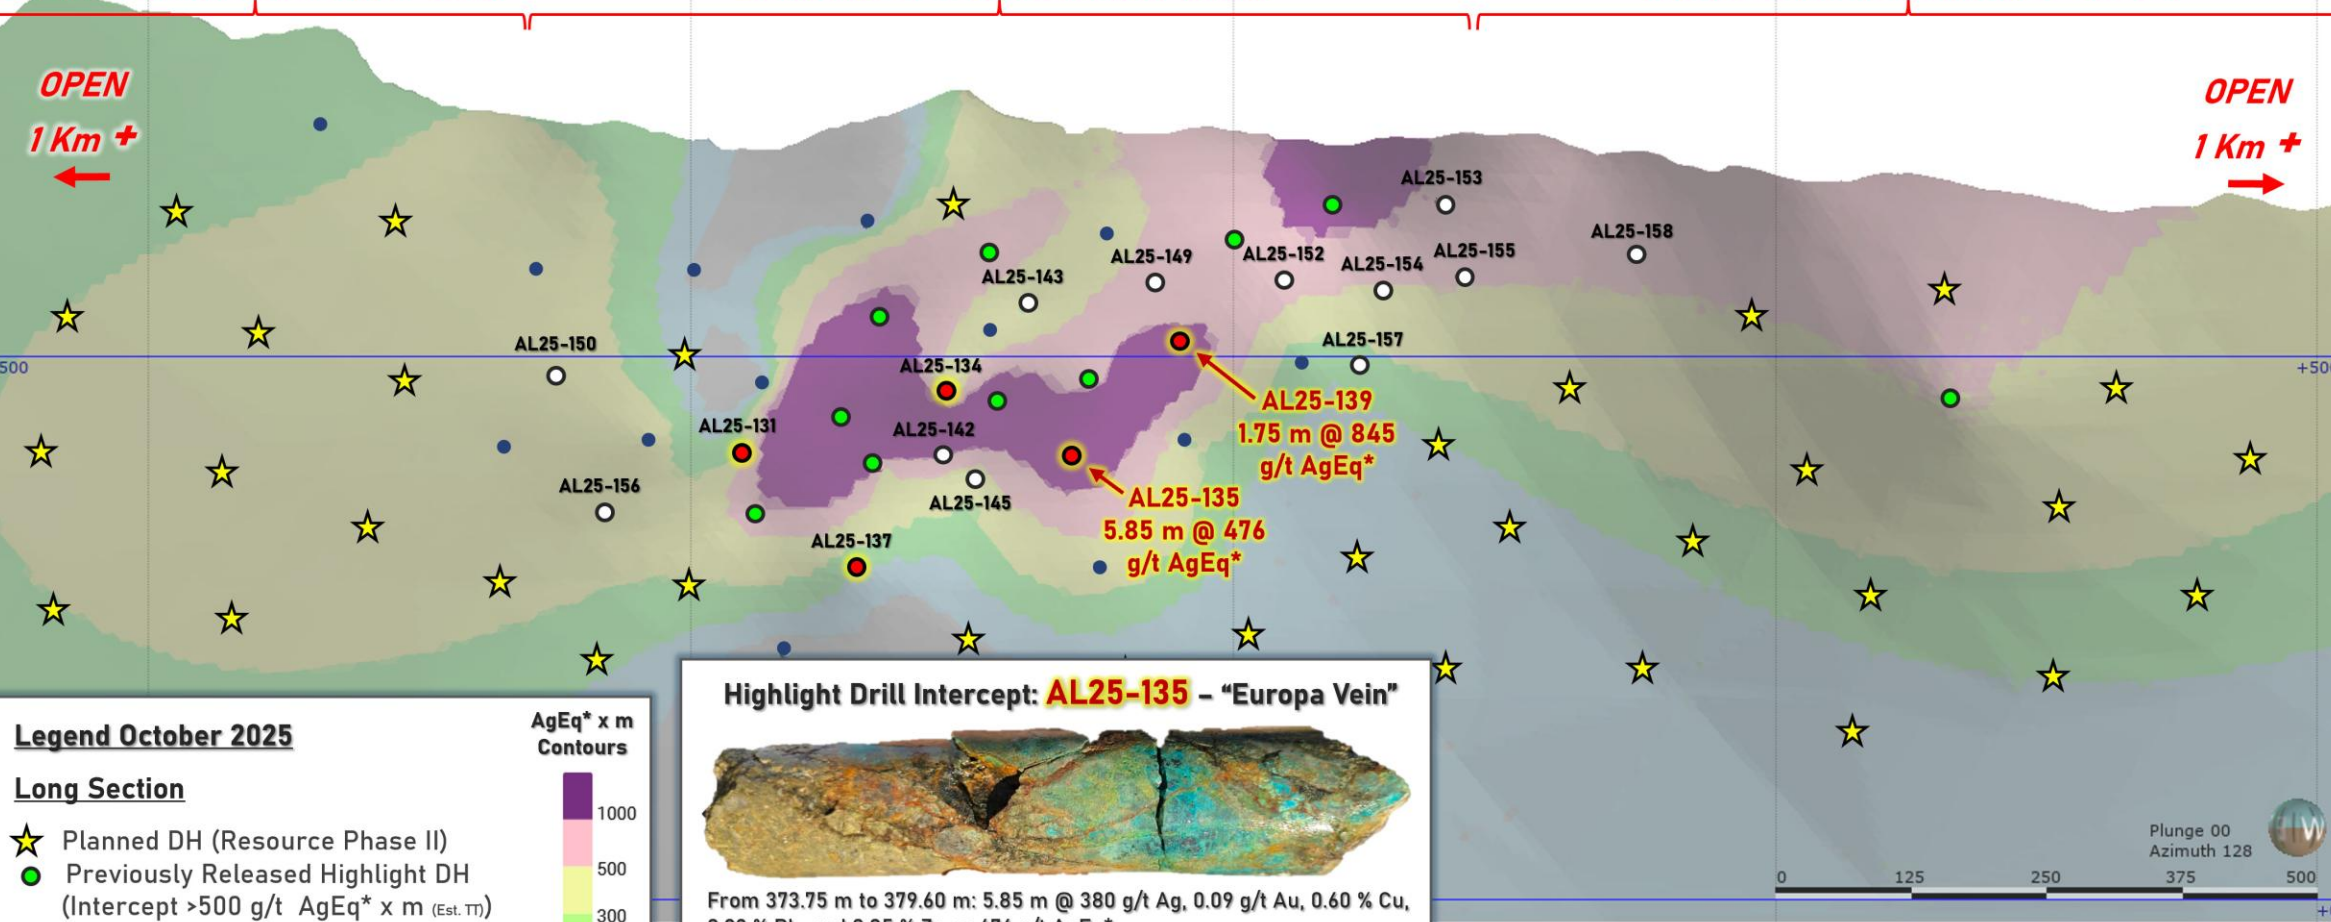 OPEN
1 Km +
OPEN
1 Km +
AL25-153
AL25-158
AL25-149
AL25-152
AL25-155
AL25-154
AL25-143
AL25-150
AL25-157
500
+50
AL25-134
AL25-139
1.75 m @ 845
g/t AgEq*
AL25-131
AL25-142
AL25-156
AL25-145
AL25-135
5.85 m @ 476
g/t AgEq*
AL25-137
Legend October 2025
Long Section
Planned DH (Resource Phase II)
Previously Released Highlight DH
(Intercept >500 g/t AgEq* x m (Est. TT))
AgEq* x m
Contours
1000
500
300
Highlight Drill Intercept: AL25-135 – “Europa Vein”
From 373.75 m to 379.60 m: 5.85 m @ 380 g/t Ag, 0.09 g/t Au, 0.60 % Cu,
Plunge 00
Azimuth 128
W
0 125 250 375 500